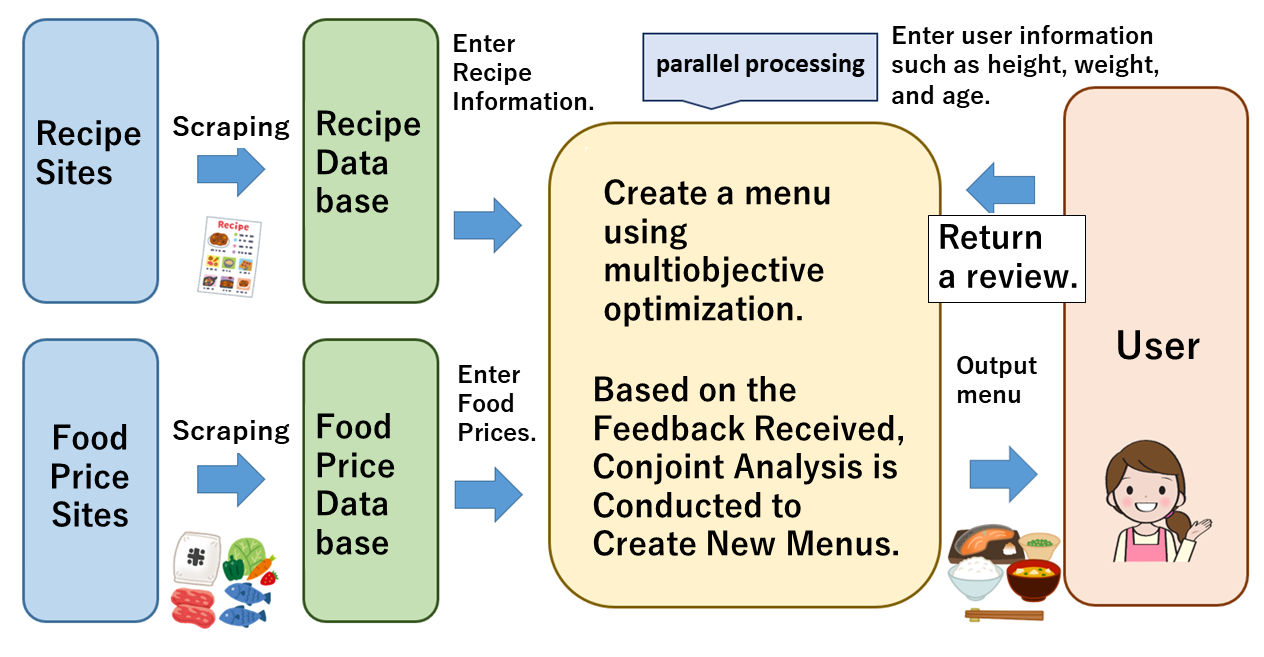 Recipe
Sites
Scraping
Recipe
Recipe
Data
base
Enter
Recipe
Information.
Food
Price
Sites
Scraping
Food
Price
Data
base
Enter
Food
Prices.
parallel processing
Create a menu
using
multiobjective
optimization.
Based on the
Feedback Received,
Conjoint Analysis is
Conducted to
Create New Menus.
Enter user information
such as height, weight,
and age.
Return
a review.
Output
menu
User